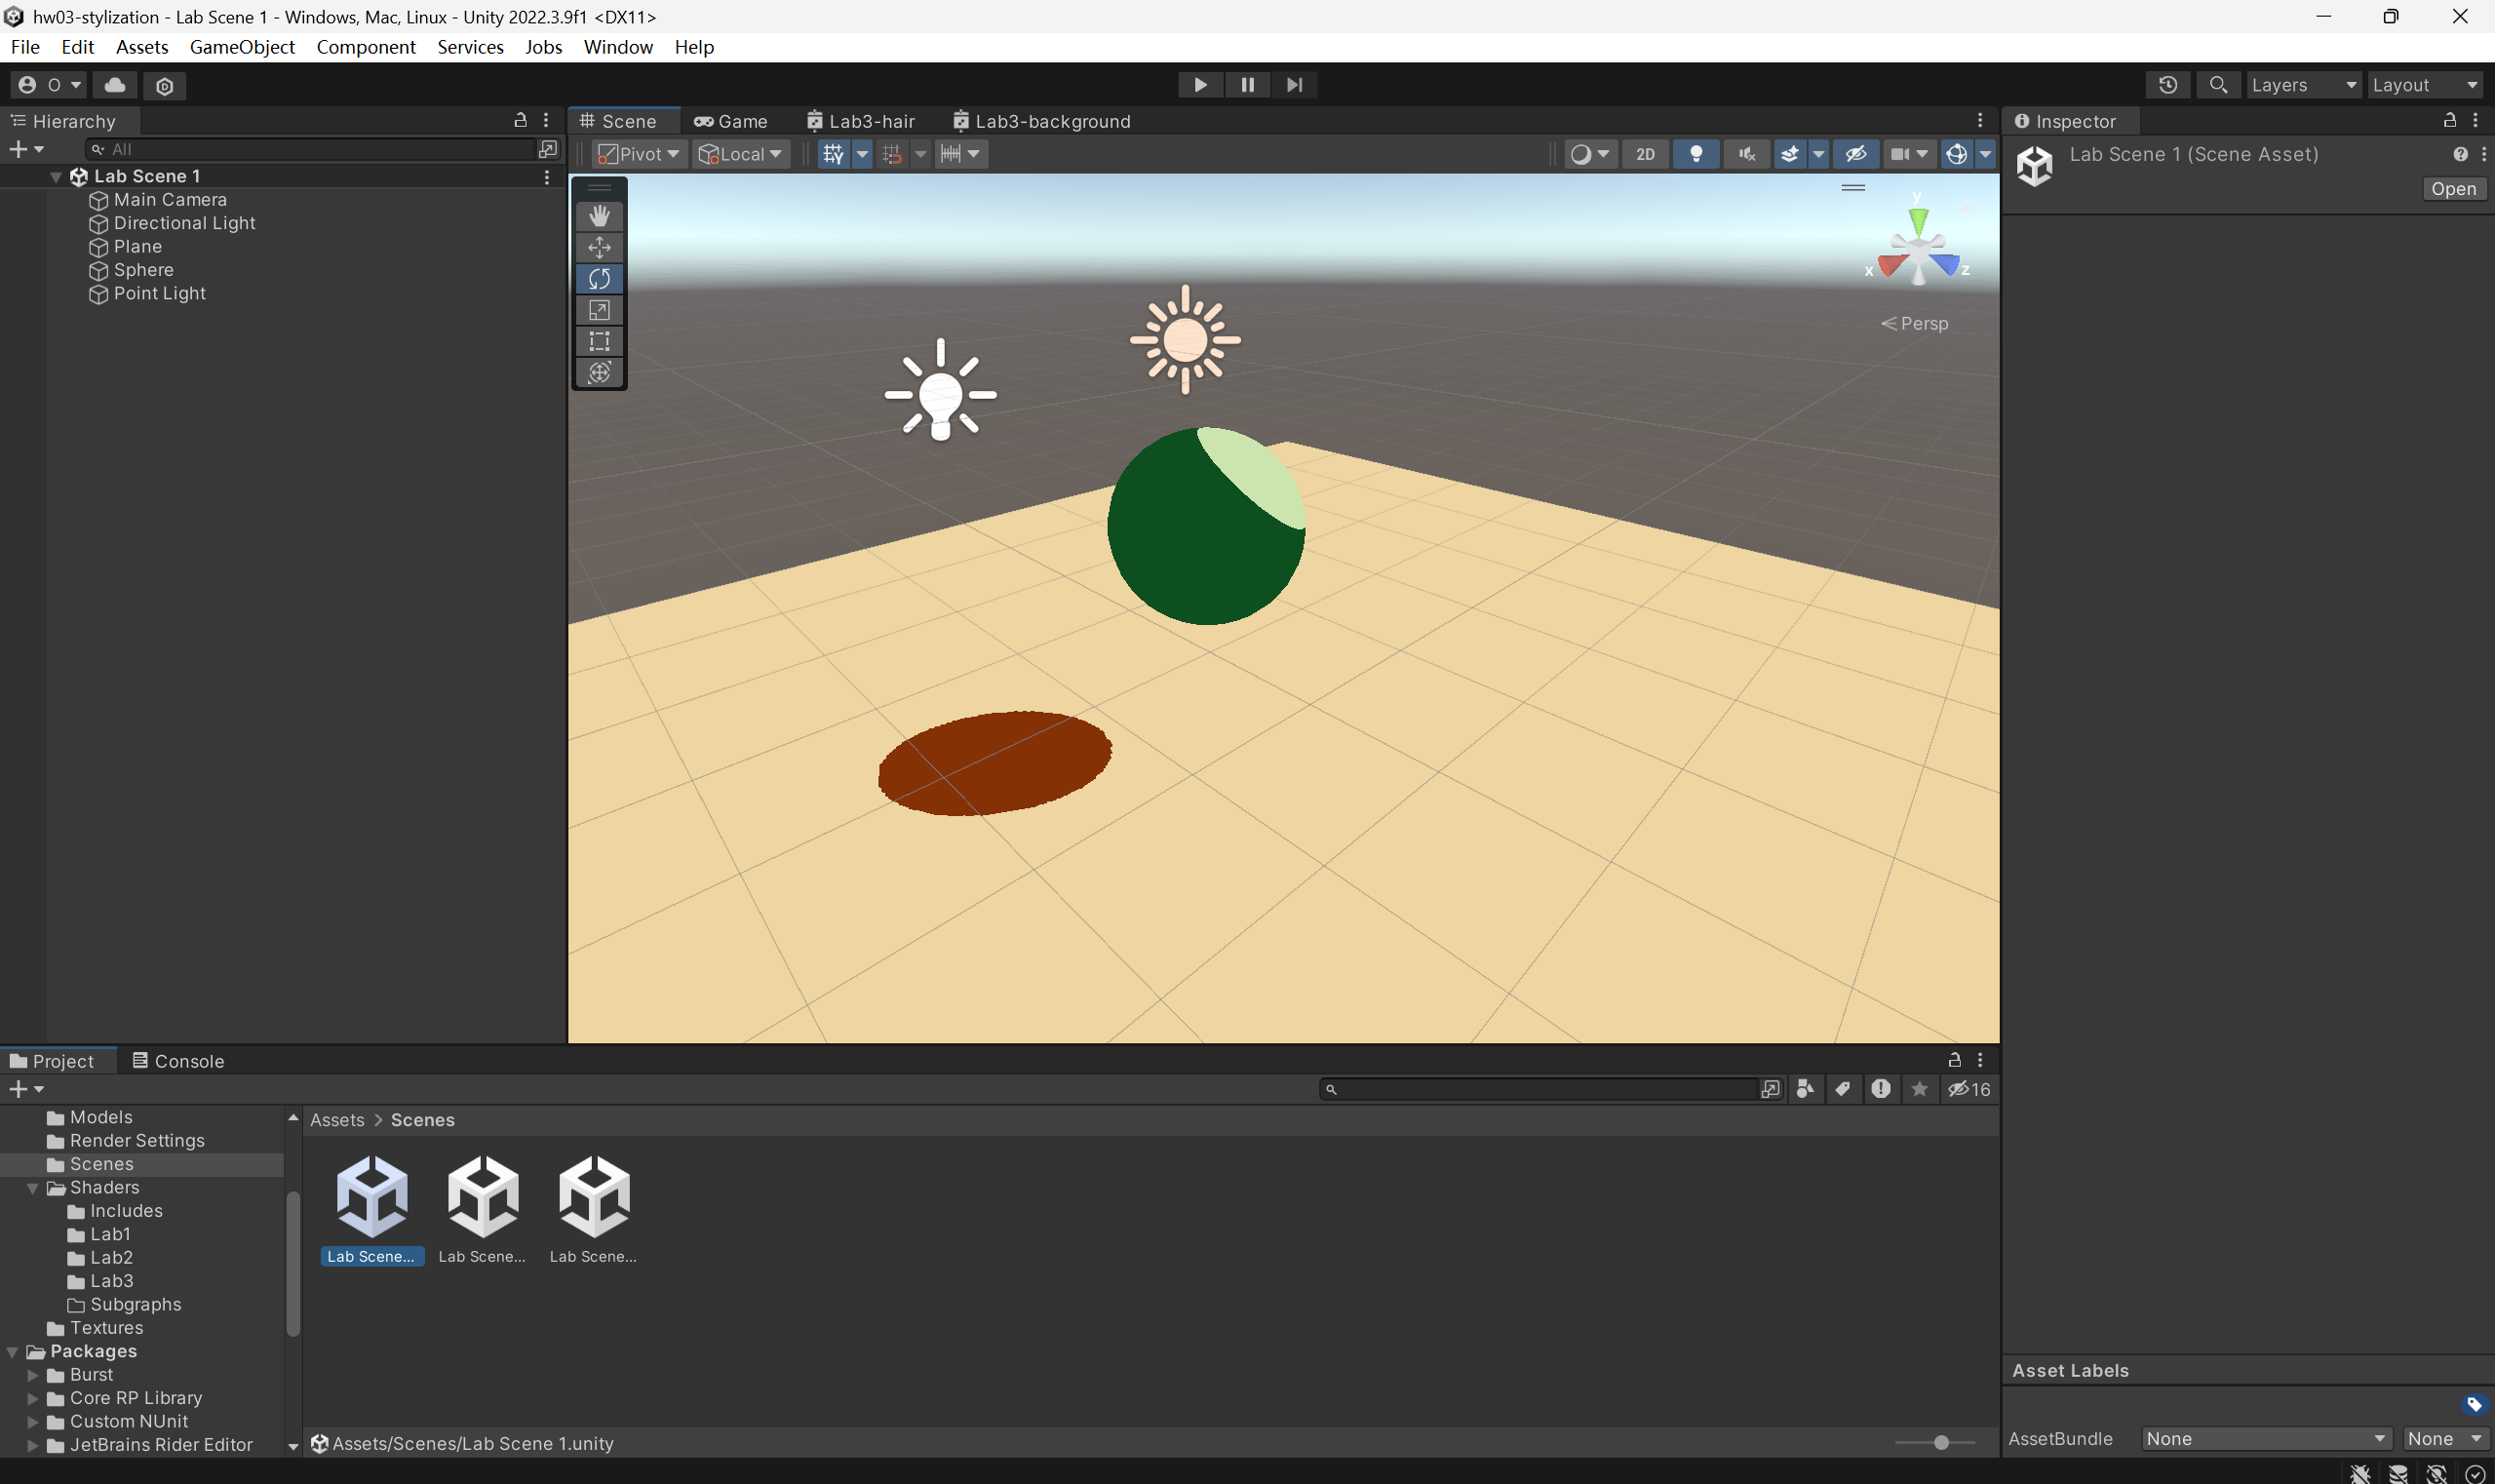 hw03-stylization - Lab Scene 1 - Windows, Mac, Linux - Unity 2022.3.9f1 <DX11>
File Edit Assets GameObject Component Services Jobs Window Help
O Layers Layout
Hierarchy
All
Lab Scene 1
Main Camera
Directional Light
Plane
Sphere
Point Light
Scene Game Lab3-hair Lab3-background
Pivot Local 2D
y
x z
Persp
Inspector
Lab Scene 1 (Scene Asset)
Open
Project Console
16
Models
Render Settings
Scenes
Shaders
Includes
Lab1
Lab2
Lab3
Subgraphs
Textures
Packages
Burst
Core RP Library
Custom NUnit
JetBrains Rider Editor
Assets > Scenes
Lab Scene... Lab Scene... Lab Scene...
Assets/Scenes/Lab Scene 1.unity
Asset Labels
AssetBundle None None